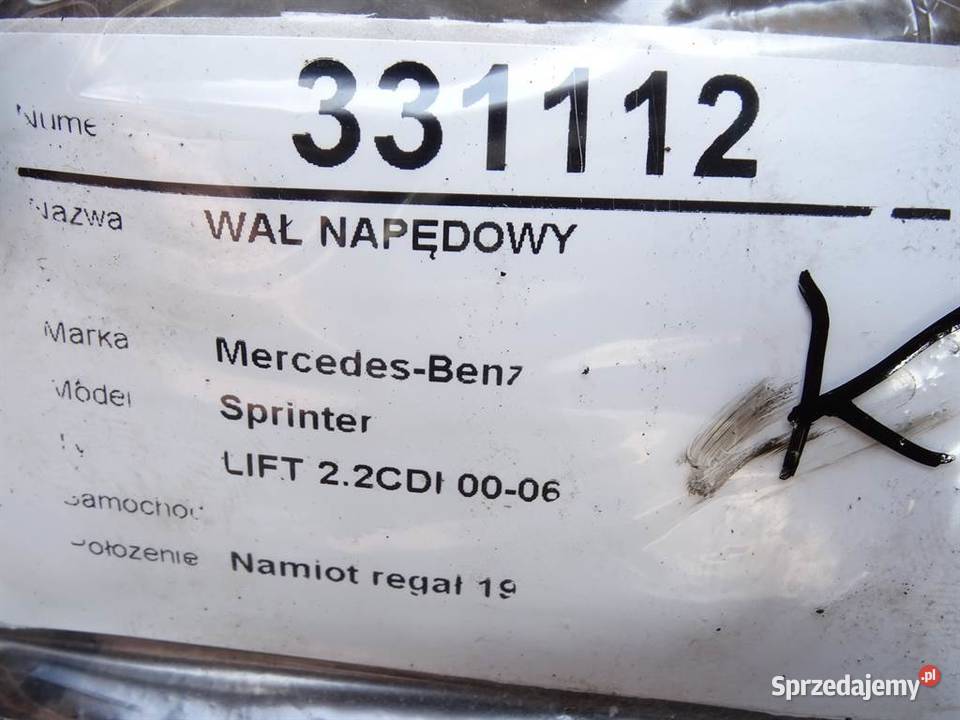 Nume 331112
Nazwa WAŁ NAPĘDOWY
Marka Mercedes-Benz
Model Sprinter
LIFT 2.2CDI 00-06
Samochod
Położenie Namiot regał 19
K
Sprzedajemy.pl